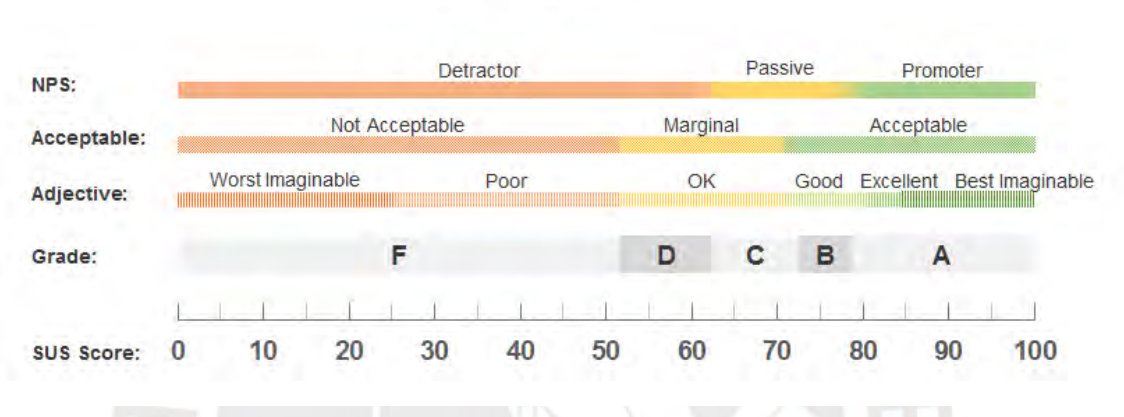 NPS: Detractor Passive Promoter
Acceptable: Not Acceptable Marginal Acceptable
Adjective: Worst Imaginable Poor OK Good Excellent Best Imaginable
Grade: F D C B A
SUS Score: 0 10 20 30 40 50 60 70 80 90 100